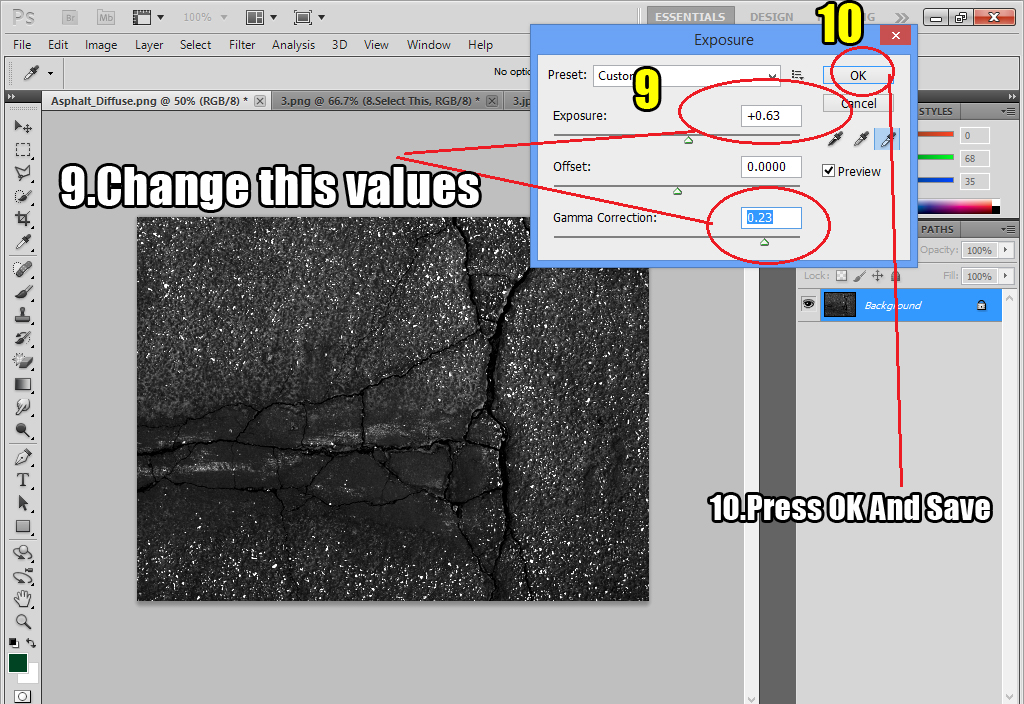 Ps Br Mb 100% ESSENTIALS DESIGN
10
File Edit Image Layer Select Filter Analysis 3D View Window Help
Exposure
Preset: Custom OK
No optio
9
Cancel
Asphalt_Diffuse.png @ 50% (RGB/8) * 3.png @ 66.7% (8.Select This, RGB/8) * 3.jp
STYLES
Exposure: +0.63
0
68
35
Offset: 0.0000 Preview
9.Change this values
Gamma Correction: 0.23
PATHS
Opacity: 100%
Lock: Fill: 100%
Background
T
10.Press OK And Save